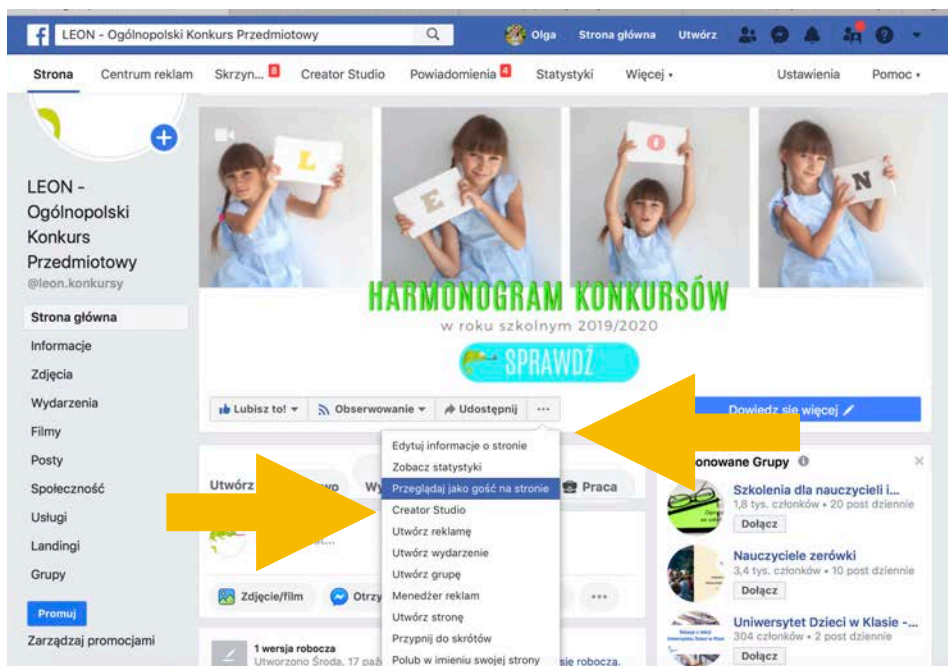 LEON - Ogólnopolski Konkurs Przedmiotowy
Olga Strona główna Utwórz
Strona Centrum reklam Skrzyn... 8 Creator Studio Powiadomienia 4 Statystyki Więcej Ustawienia Pomoc
LEON -
Ogólnopolski
Konkurs
Przedmiotowy
@leon.konkursy
Strona główna
Informacje
Zdjęcia
Wydarzenia
Filmy
Posty
Społeczność
Usługi
Landingi
Grupy
Promuj
Zarządzaj promocjami
L E O N
HARMONOGRAM KONKURSÓW
w roku szkolnym 2019/2020
SPRAWDŹ
Lubisz to! Obserwowanie Udostępnij ...
Dowiedz się więcej
Edytuj informacje o stronie
Zobacz statystyki
Przeglądaj jako gość na stronie
Creator Studio
Utwórz reklamę
Utwórz wydarzenie
Utwórz grupę
Menedżer reklam
Utwórz stronę
Przypnij do skrótów
Polub w imieniu swojej strony
Utwórz
Praca
Zdjęcie/film
1 wersja robocza
Utworzono Środa, 17
się roboczą.
Grupy
Szkolenia dla nauczycieli i...
1,8 tys. członków • 20 post dziennie
Dołącz
Nauczyciele zerówki
3,4 tys. członków • 10 post dziennie
Dołącz
Uniwersytet Dzieci w Klasie -...
304 członków • 2 post dziennie
Dołącz